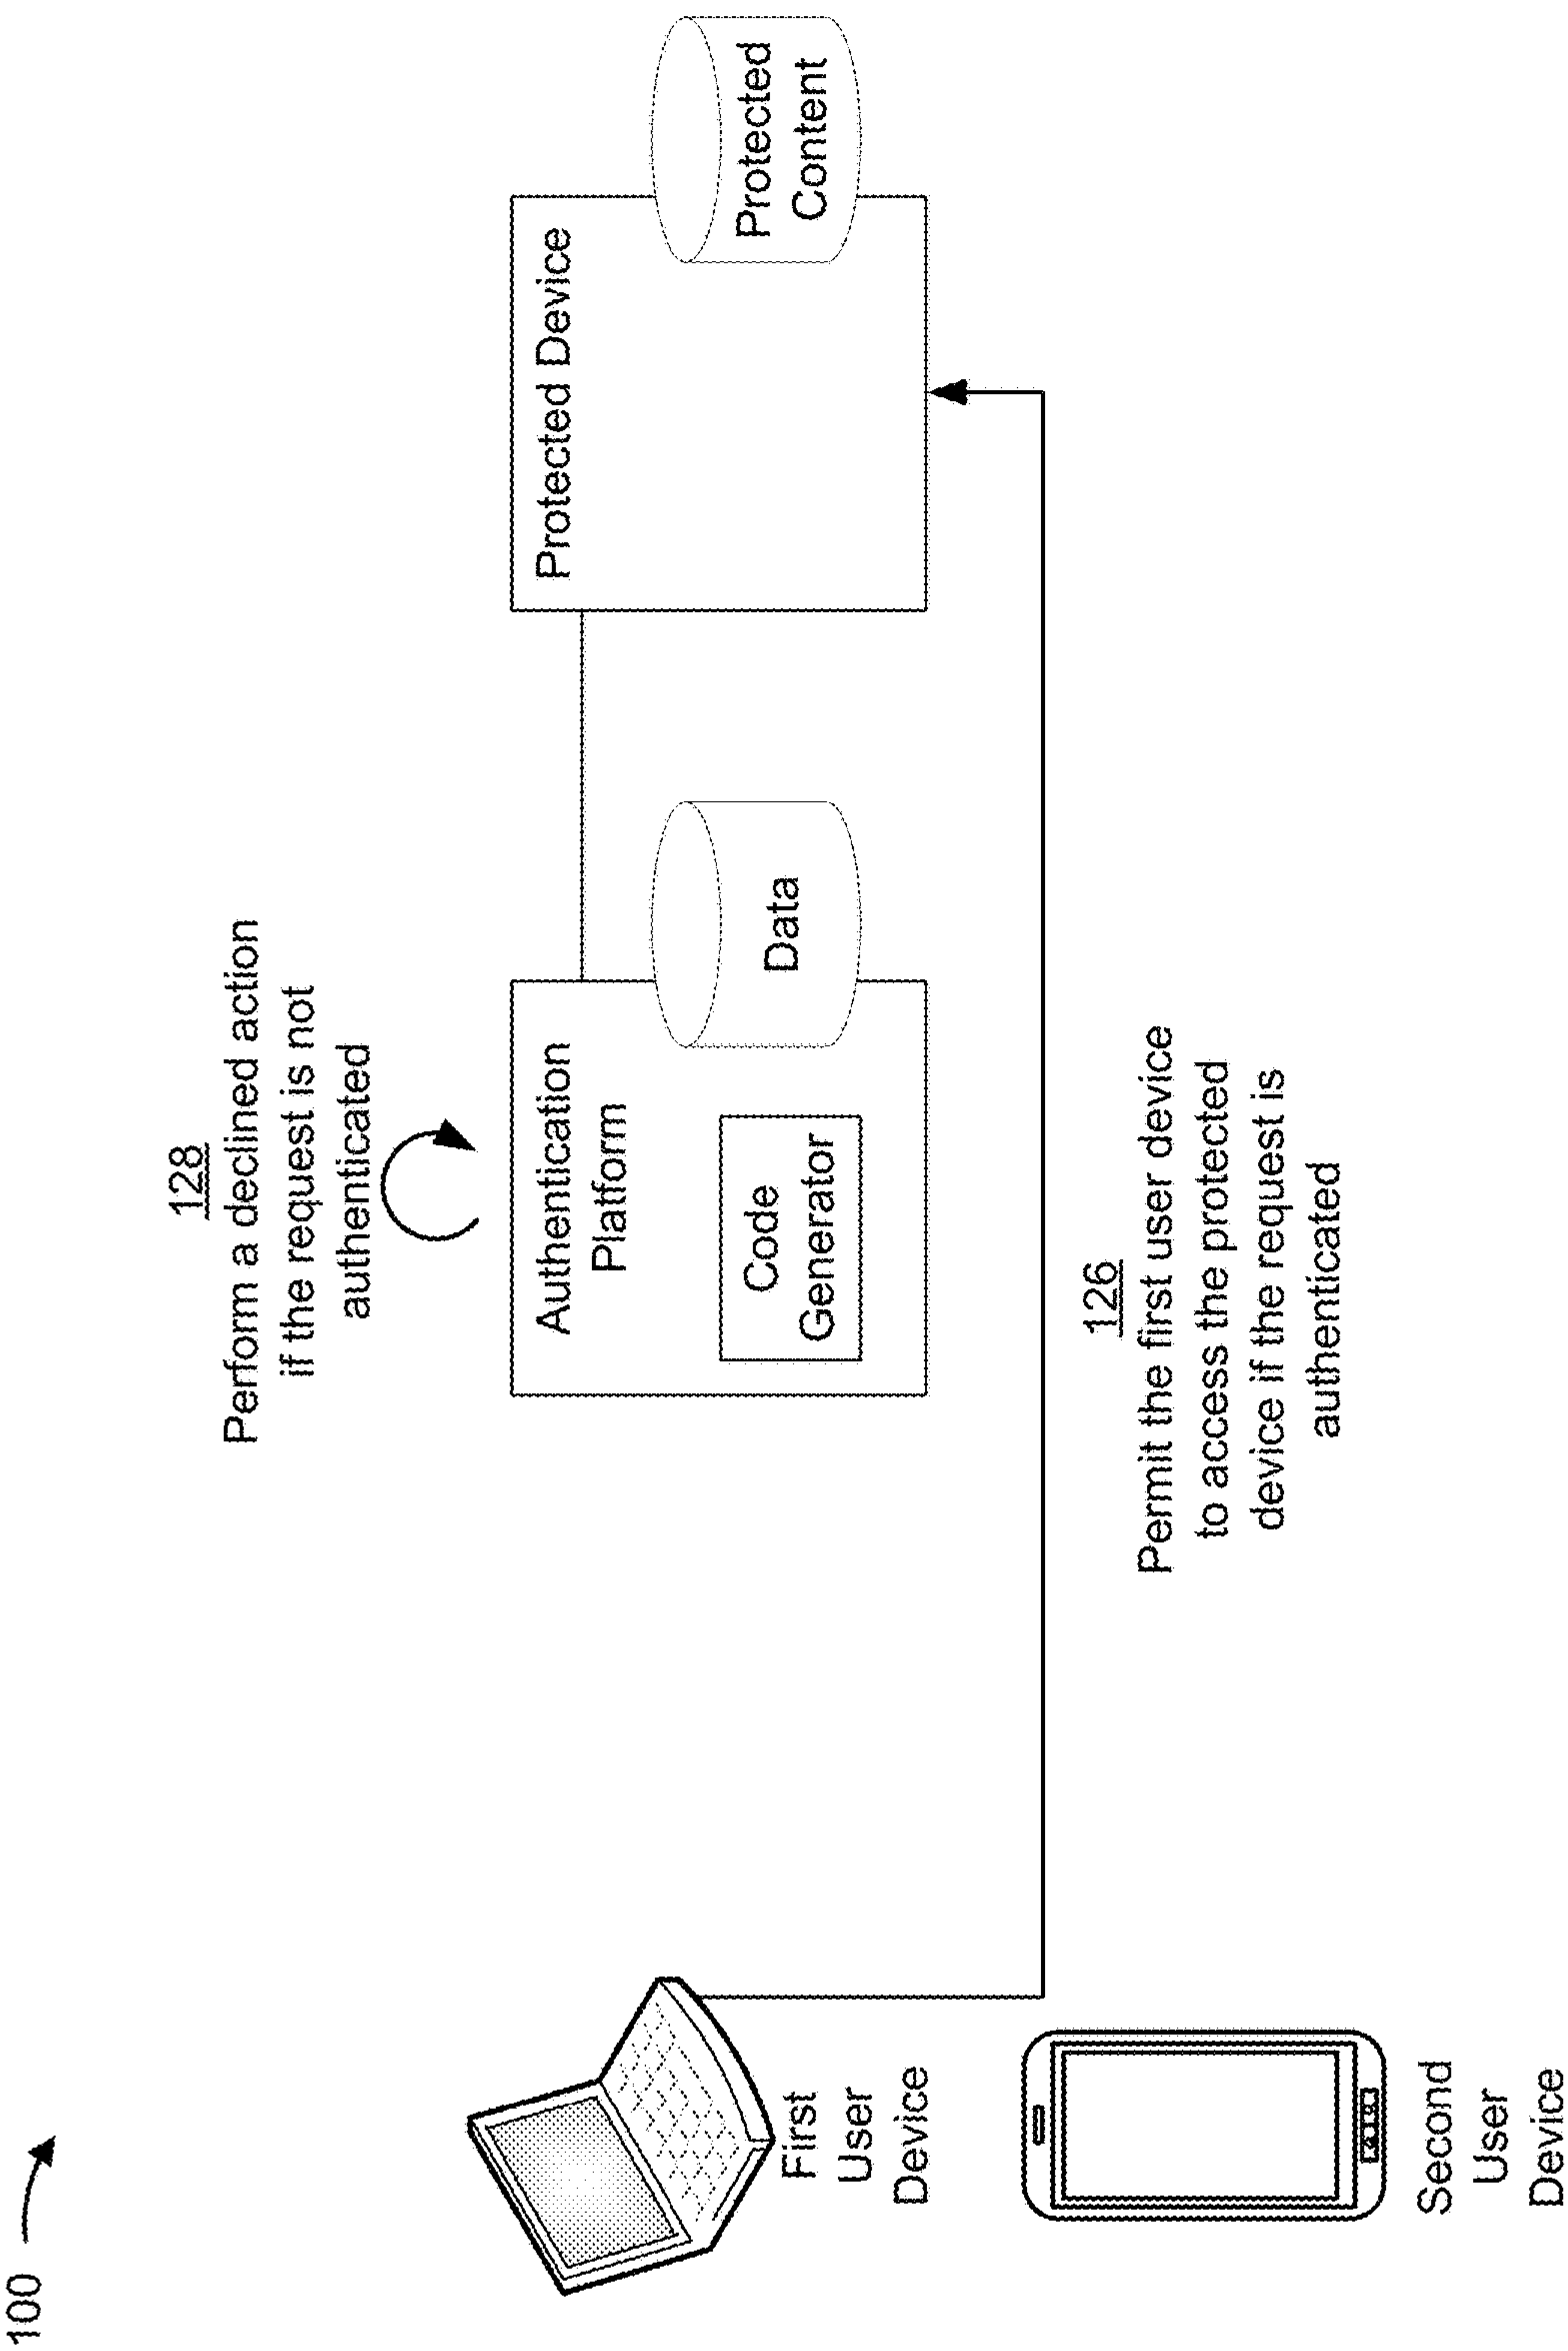 100
128
Perform a declined action
if the request is not
authenticated
Authentication
Platform
Code
Generator
Data
Protected Device
Protected
Content
First
User
Device
126
Permit the first user device
to access the protected
device if the request is
authenticated
Second
User
Device